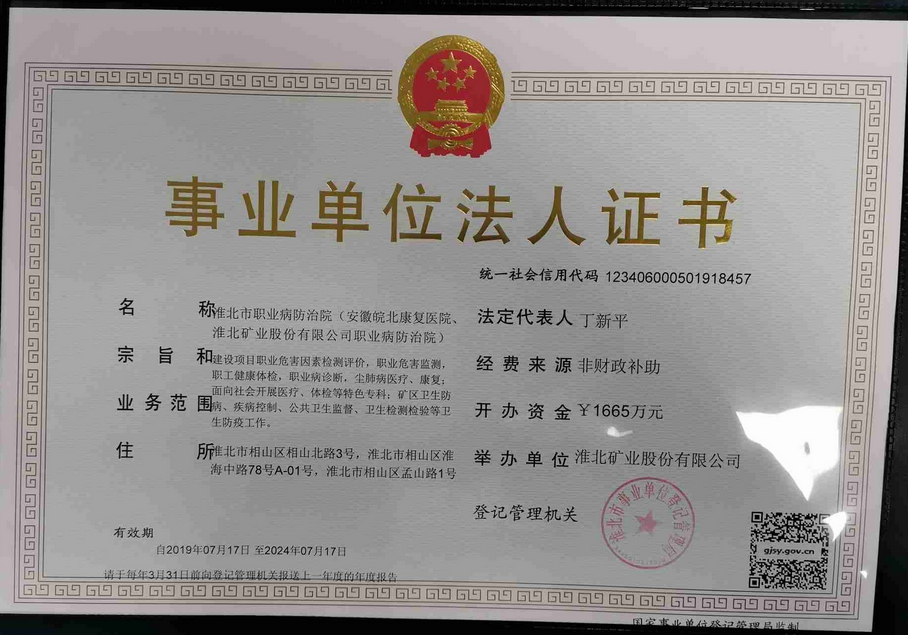 事业单位法人证书
统一社会信用代码 123406000501918457
名称
淮北市职业病防治院（安徽皖北康复医院、
淮北矿业股份有限公司职业病防治院）
宗旨和
业务范围
建设项目职业危害因素检测评价，职业危害监测，
职工健康体检，职业病诊断，尘肺病医疗、康复；
面向社会开展医疗、体检等特色专科；矿区卫生防
病、疾病控制、公共卫生监督、卫生检测检验等卫
生防疫工作。
住所
淮北市相山区相山北路3号，淮北市相山区淮
海中路78号A-01号，淮北市相山区孟山路1号
法定代表人 丁新平
经费来源 非财政补助
开办资金 ￥1665万元
举办单位 淮北矿业股份有限公司
登记管理机关
淮北市事业单位登记管理局
gjsy.gov.cn
有效期
自2019年07月17日 至2024年07月17日
请于每年3月31日前向登记管理机关报送上一年度的年度报告
国家事业单位登记管理局监制